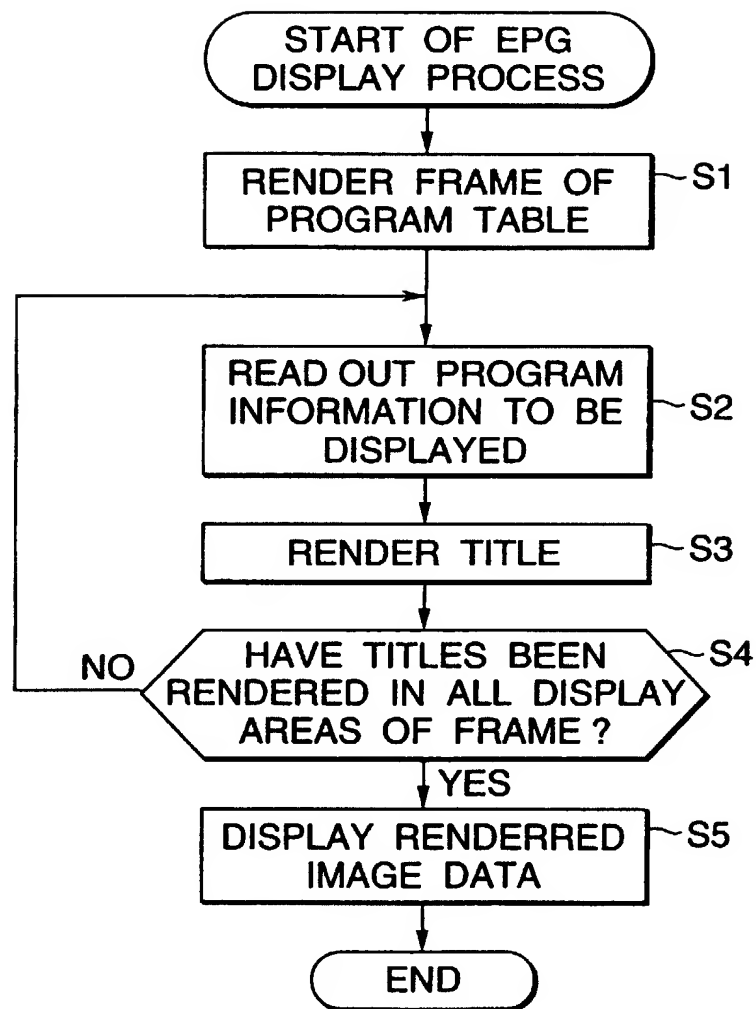 START OF EPG
DISPLAY PROCESS
RENDER FRAME OF
PROGRAM TABLE
S1
READ OUT PROGRAM
INFORMATION TO BE
DISPLAYED
S2
RENDER TITLE
S3
NO
HAVE TITLES BEEN
RENDERED IN ALL DISPLAY
AREAS OF FRAME ?
S4
YES
DISPLAY RENDERRED
IMAGE DATA
S5
END